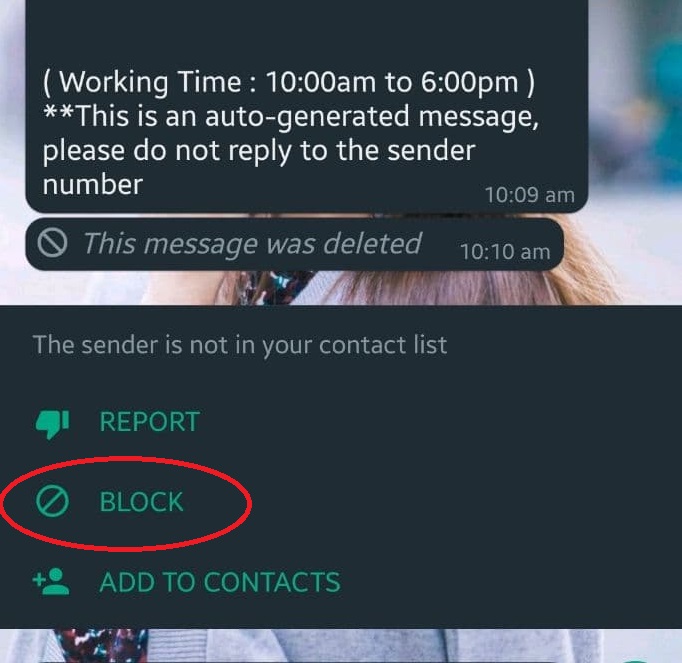 ( Working Time : 10:00am to 6:00pm )
**This is an auto-generated message,
please do not reply to the sender
number
10:09 am
This message was deleted
10:10 am
The sender is not in your contact list
REPORT
BLOCK
ADD TO CONTACTS